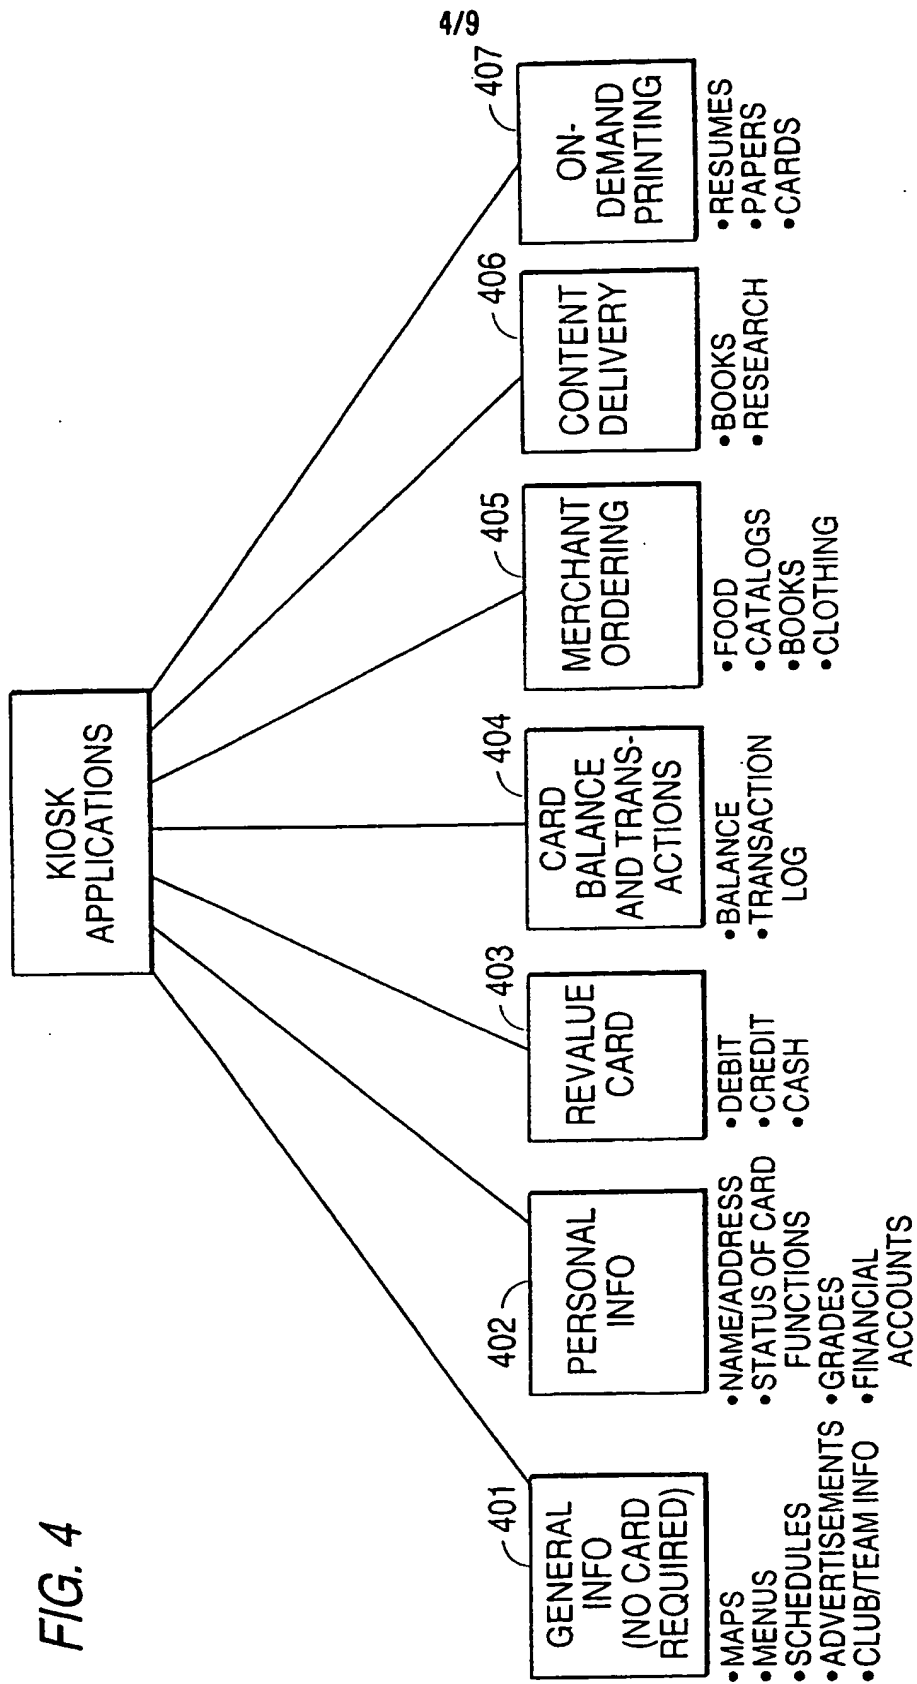 4/9
FIG. 4
KIOSK
APPLICATIONS
401
GENERAL
INFO
(NO CARD
REQUIRED)
•MAPS
•MENUS
•SCHEDULES
•ADVERTISEMENTS
•CLUB/TEAM INFO
402
PERSONAL
INFO
•NAME/ADDRESS
•STATUS OF CARD
FUNCTIONS
•GRADES
•FINANCIAL
ACCOUNTS
403
REVALUE
CARD
•DEBIT
•CREDIT
•CASH
404
CARD
BALANCE
AND TRANS-
ACTIONS
•BALANCE
•TRANSACTION
LOG
405
MERCHANT
ORDERING
•FOOD
•CATALOGS
•BOOKS
•CLOTHING
406
CONTENT
DELIVERY
•BOOKS
•RESEARCH
407
ON-
DEMAND
PRINTING
•RESUMES
•PAPERS
•CARDS